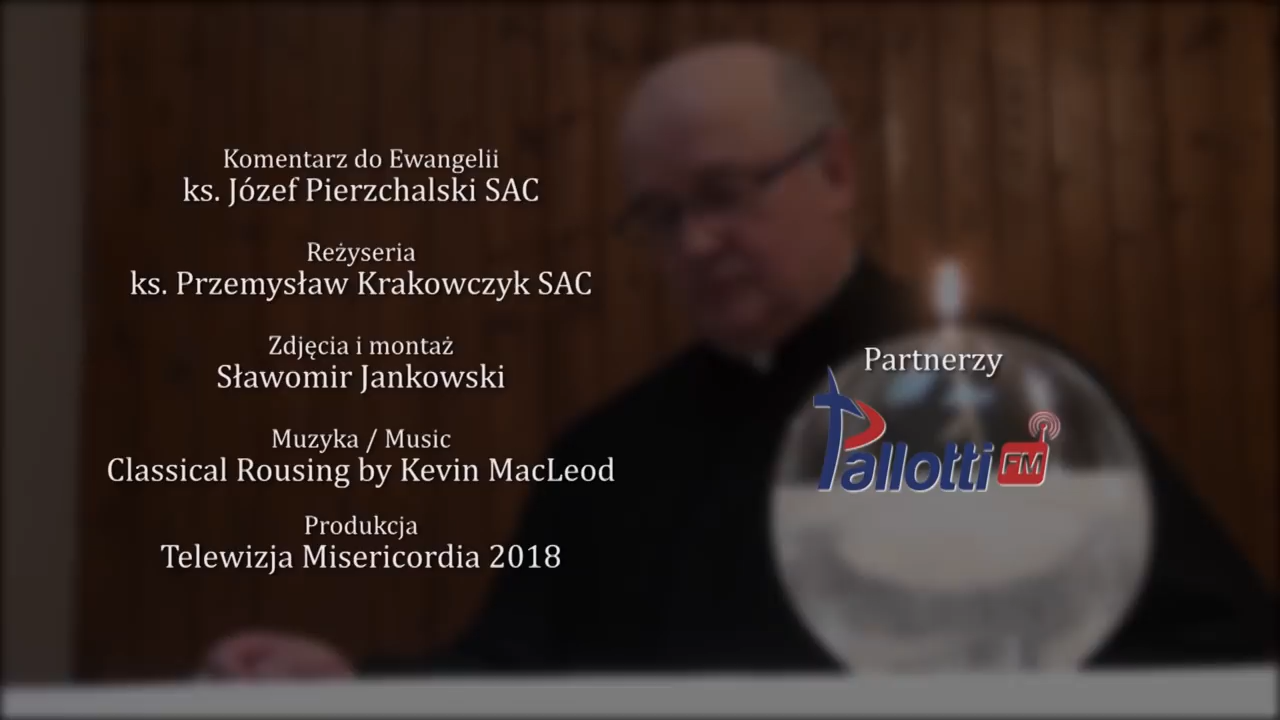 Komentarz do Ewangelii
ks. Józef Pierzchalski SAC
Reżyseria
ks. Przemysław Krakowczyk SAC
Zdjęcia i montaż
Sławomir Jankowski
Muzyka / Music
Classical Rousing by Kevin MacLeod
Produkcja
Telewizja Misericordia 2018
Partnerzy
Pallotti FM